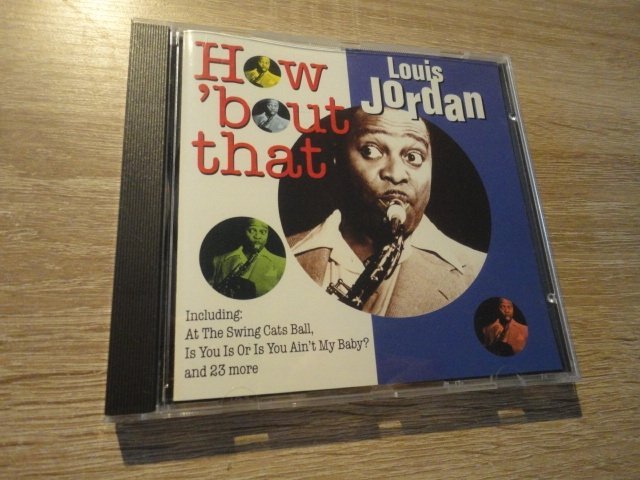 How
'bout
that
Louis
Jordan
Including:
At The Swing Cats Ball,
Is You Is Or Is You Ain't My Baby?
and 23 more